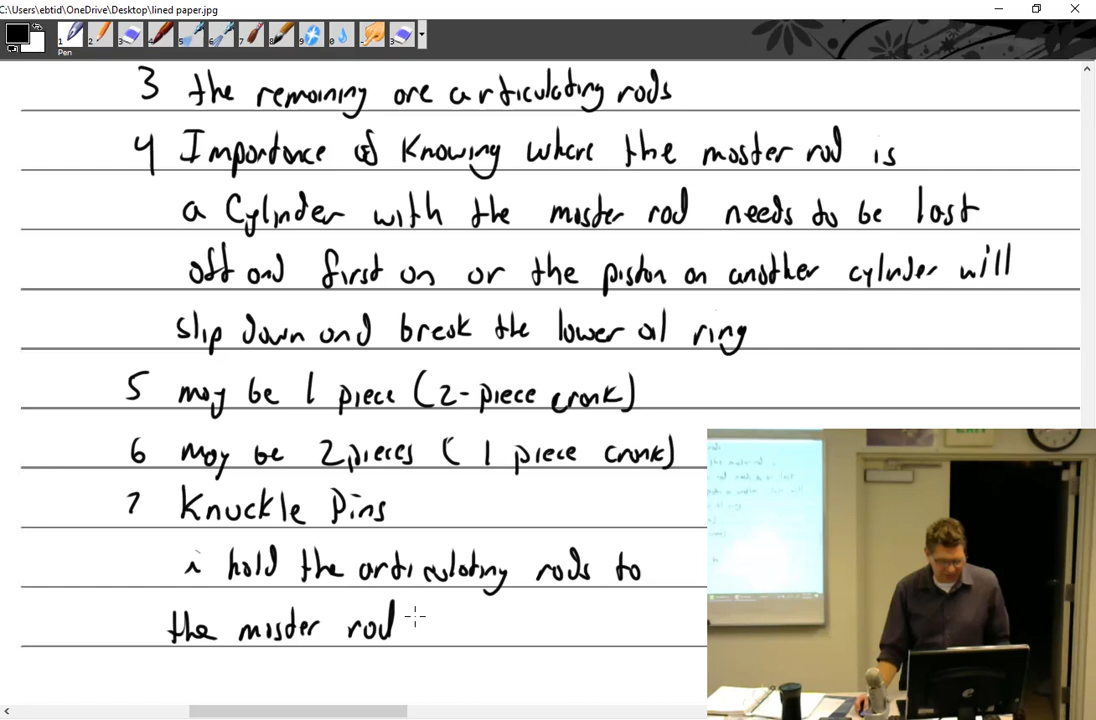 C:\Users\ebtid\OneDrive\Desktop\lined paper.jpg
Pen
3 the remaining are articulating rods
4 Importance of Knowing where the master rod is
a Cylinder with the master rod needs to be last
off and first on or the piston on another cylinder will
slip down and break the lower oil ring
5 may be 1 piece (2-piece crank)
6 may be 2 pieces (1 piece crank)
7 Knuckle Pins
i hold the articulating rods to
the master rod